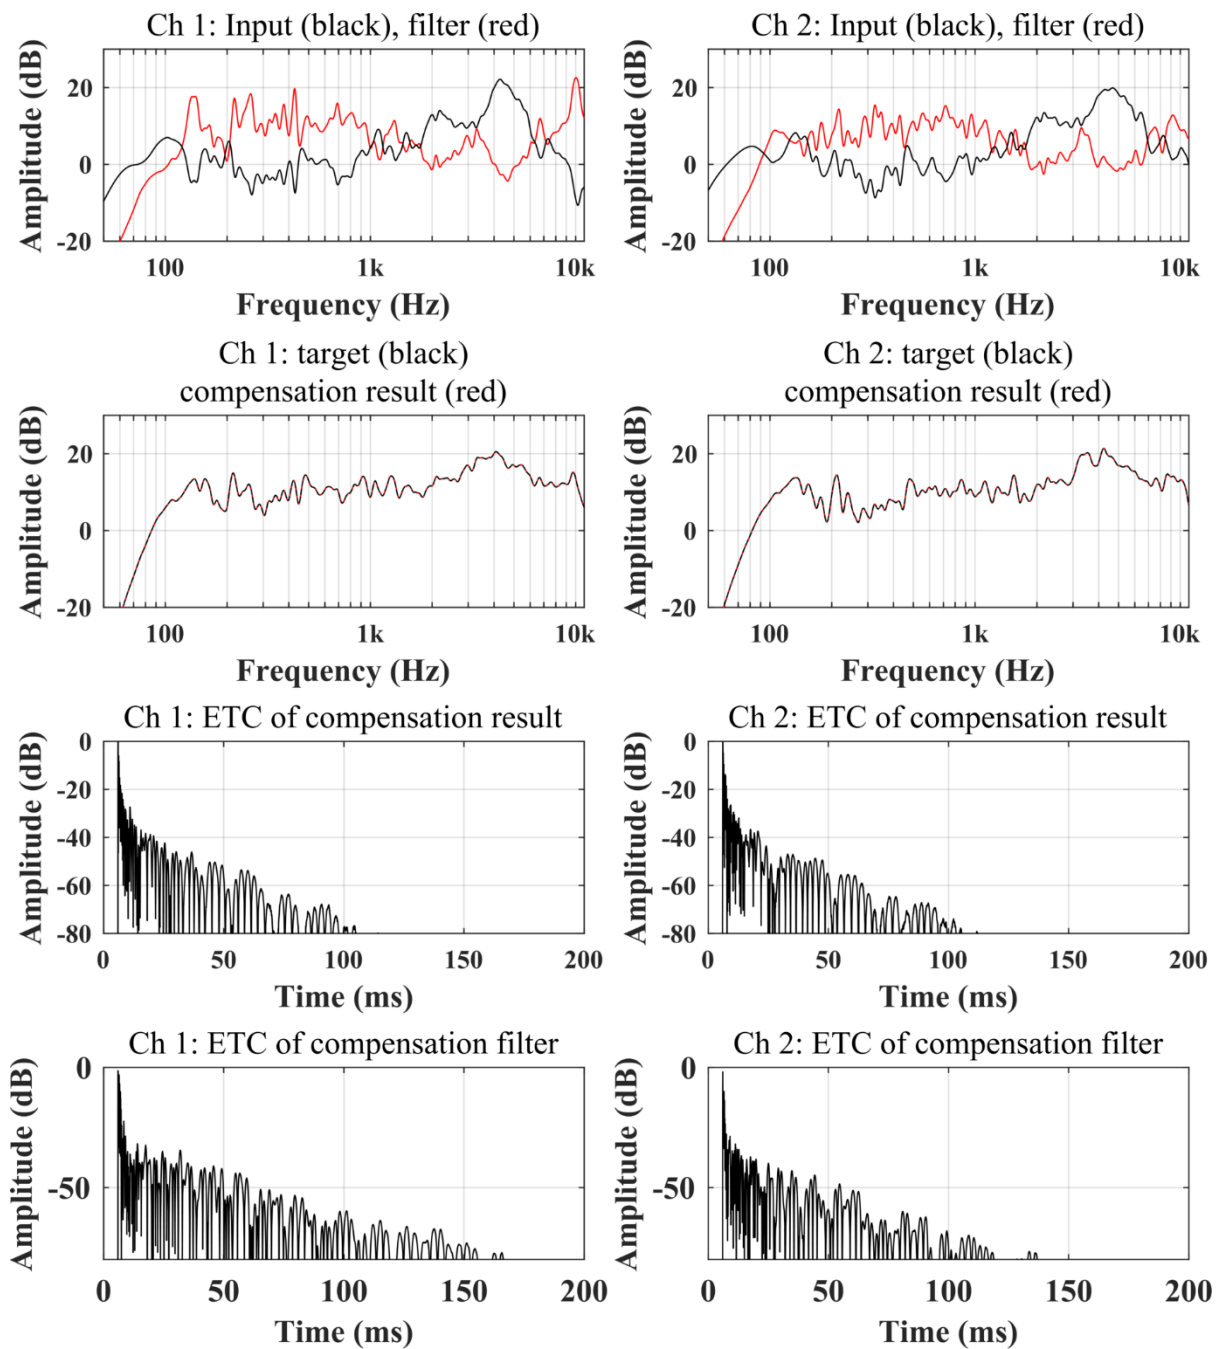 Ch 1: Input (black), filter (red)
Amplitude (dB)
20
0
-20
100
1k
10k
Frequency (Hz)
Ch 2: Input (black), filter (red)
Amplitude (dB)
20
0
-20
100
1k
10k
Frequency (Hz)
Ch 1: target (black)
compensation result (red)
Amplitude (dB)
20
0
-20
100
1k
10k
Frequency (Hz)
Ch 2: target (black)
compensation result (red)
Amplitude (dB)
20
0
-20
100
1k
10k
Frequency (Hz)
Ch 1: ETC of compensation result
Amplitude (dB)
0
-20
-40
-60
-80
0
50
100
150
200
Time (ms)
Ch 2: ETC of compensation result
Amplitude (dB)
0
-20
-40
-60
-80
0
50
100
150
200
Time (ms)
Ch 1: ETC of compensation filter
Amplitude (dB)
0
-50
0
50
100
150
200
Time (ms)
Ch 2: ETC of compensation filter
Amplitude (dB)
0
-50
0
50
100
150
200
Time (ms)